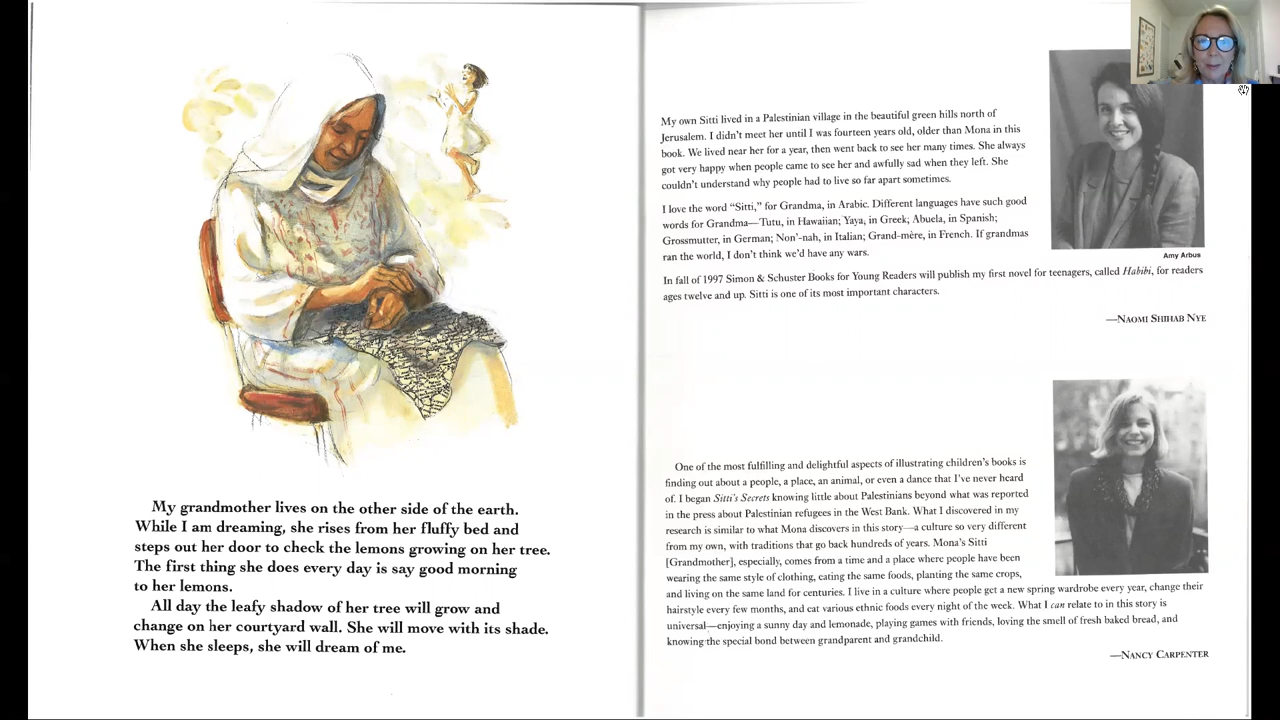 My grandmother lives on the other side of the earth.
While I am dreaming, she rises from her fluffy bed and
steps out her door to check the lemons growing on her tree.
The first thing she does every day is say good morning
to her lemons.
All day the leafy shadow of her tree will grow and
change on her courtyard wall. She will move with its shade.
When she sleeps, she will dream of me.
My own Sitti lived in a Palestinian village in the beautiful green hills north of
Jerusalem. I didn't meet her until I was fourteen years old, older than Mona in this
book. We lived near her for a year, then went back to see her many times. She always
got very happy when people came to see her and awfully sad when they left. She
couldn't understand why people had to live so far apart sometimes.
I love the word “Sitti,” for Grandma, in Arabic. Different languages have such good
words for Grandma—Tutu, in Hawaiian; Yaya, in Greek; Abuela, in Spanish;
Grossmutter, in German; Non'-nah, in Italian; Grand-mère, in French. If grandmas
ran the world, I don't think we'd have any wars.
Amy Arbus
In fall of 1997 Simon & Schuster Books for Young Readers will publish my first novel for teenagers, called Habibi, for readers
ages twelve and up. Sitti is one of its most important characters.
—NAOMI SHIHAB NYE
One of the most fulfilling and delightful aspects of illustrating children's books is
finding out about a people, a place, an animal, or even a dance that I've never heard
of. I began Sitti's Secrets knowing little about Palestinians beyond what was reported
in the press about Palestinian refugees in the West Bank. What I discovered in my
research is similar to what Mona discovers in this story—a culture so very different
from my own, with traditions that go back hundreds of years. Mona's Sitti
[Grandmother], especially, comes from a time and a place where people have been
wearing the same style of clothing, eating the same foods, planting the same crops,
and living on the same land for centuries. I live in a culture where people get a new spring wardrobe every year, change their
hairstyle every few months, and eat various ethnic foods every night of the week. What I can relate to in this story is
universal—enjoying a sunny day and lemonade, playing games with friends, loving the smell of fresh baked bread, and
knowing the special bond between grandparent and grandchild.
—NANCY CARPENTER